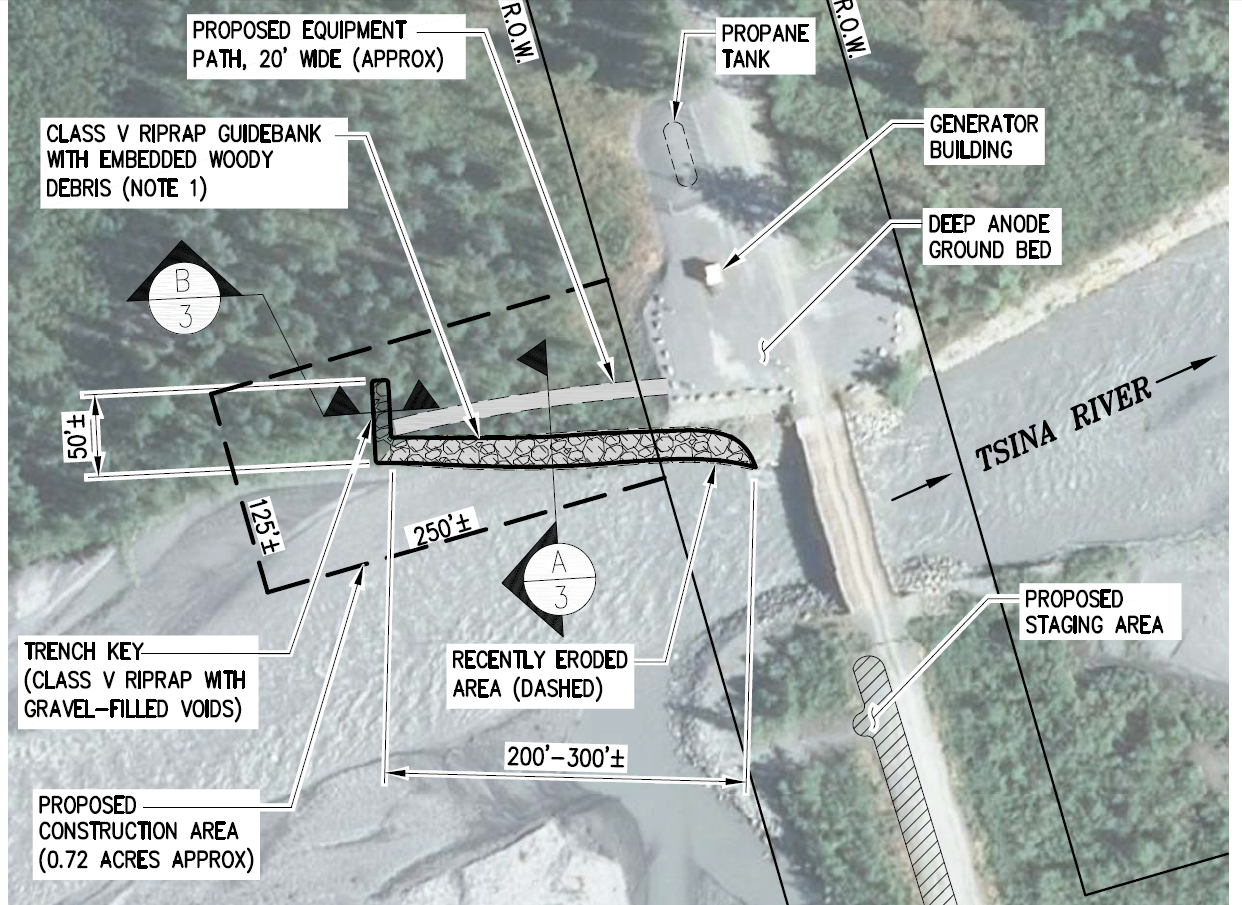 R.O.W.
R.O.W.
PROPOSED EQUIPMENT
PATH, 20' WIDE (APPROX)
PROPANE
TANK
CLASS V RIPRAP GUIDEBANK
WITH EMBEDDED WOODY
DEBRIS (NOTE 1)
GENERATOR
BUILDING
DEEP ANODE
GROUND BED
B
3
50'±
TSINA RIVER
125'±
250'±
A
3
PROPOSED
STAGING AREA
TRENCH KEY
(CLASS V RIPRAP WITH
GRAVEL-FILLED VOIDS)
RECENTLY ERODED
AREA (DASHED)
200'-300'±
PROPOSED
CONSTRUCTION AREA
(0.72 ACRES APPROX)